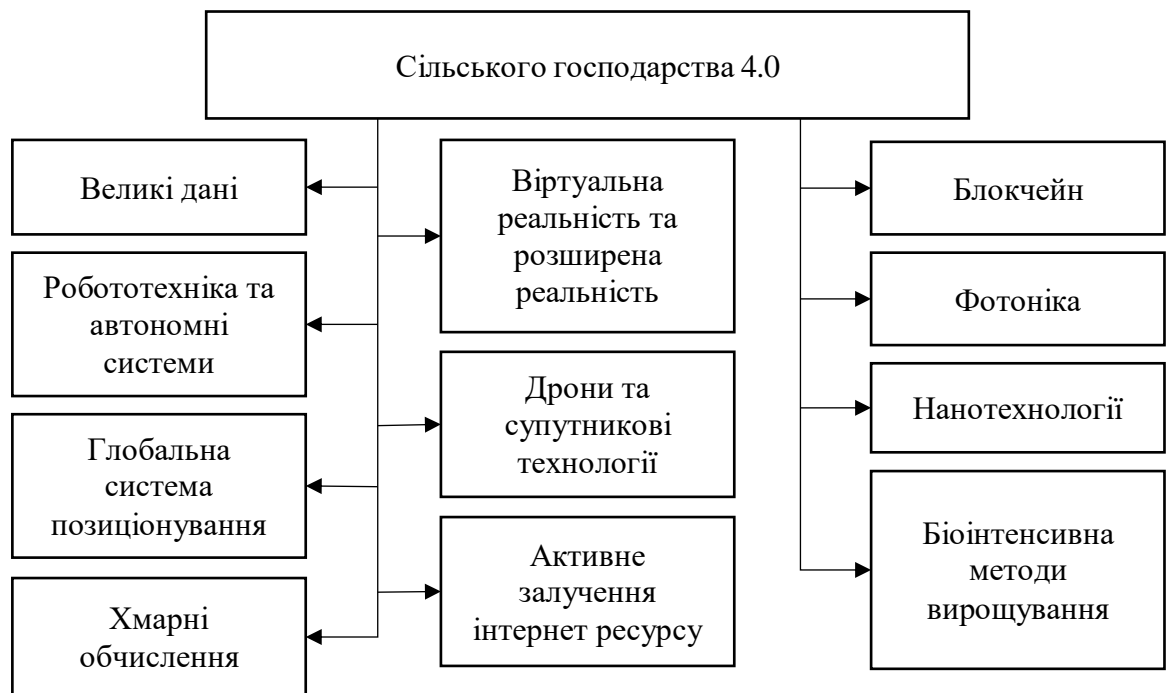 Сільського господарства 4.0
Великі дані
Робототехніка та
автономні
системи
Глобальна
система
позиціонування
Хмарні
обчислення
Віртуальна
реальність та
розширена
реальність
Дрони та
супутникові
технології
Активне
залучення
інтернет ресурсу
Блокчейн
Фотоніка
Нанотехнології
Біоінтенсивна
методи
вирощування